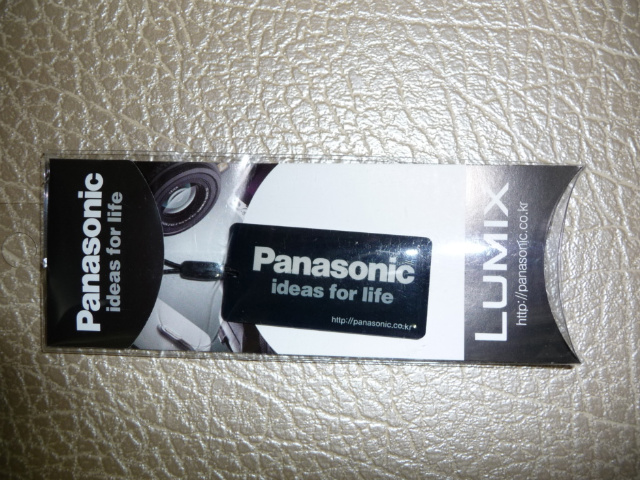 Panasonic
ideas for life
Panasonic
ideas for life
http://panasonic.co.kr
LUMIX
http://panasonic.co.kr